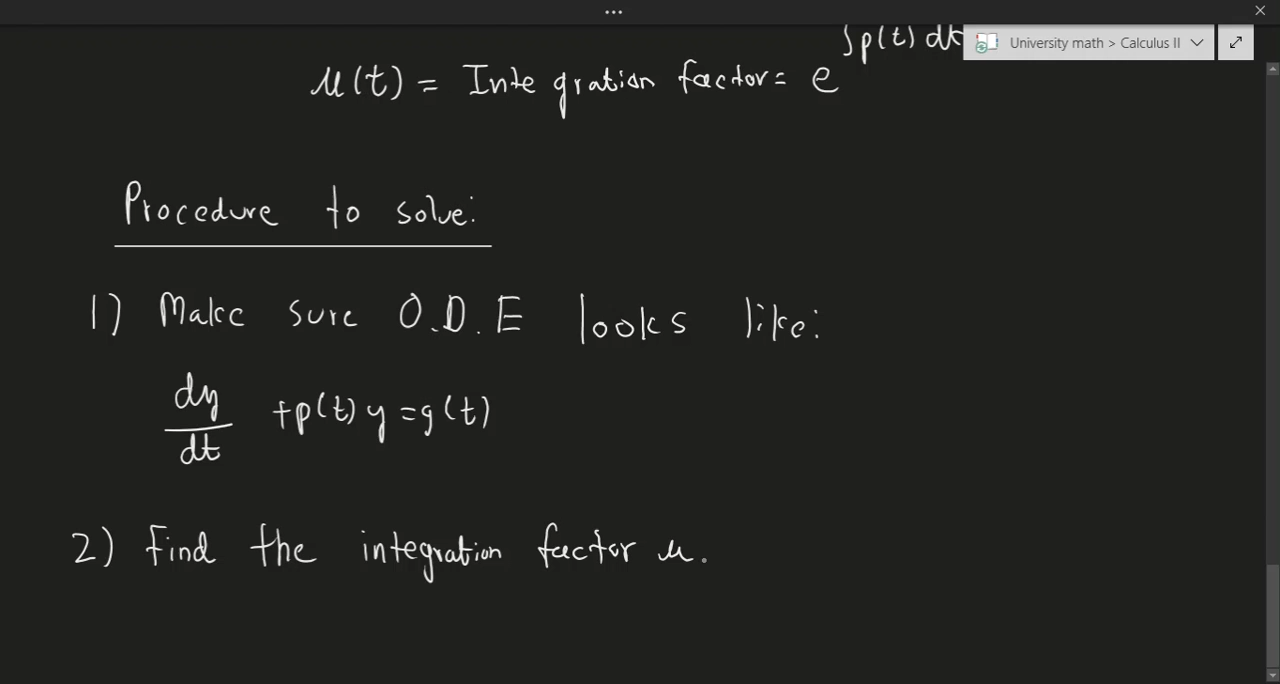 ∫p(t) dt
University math > Calculus II
μ(t) = Integration factor = e
Procedure to solve:
1) Make sure O.D.E looks like:
dy/dt + p(t) y = g(t)
2) Find the integration factor μ.